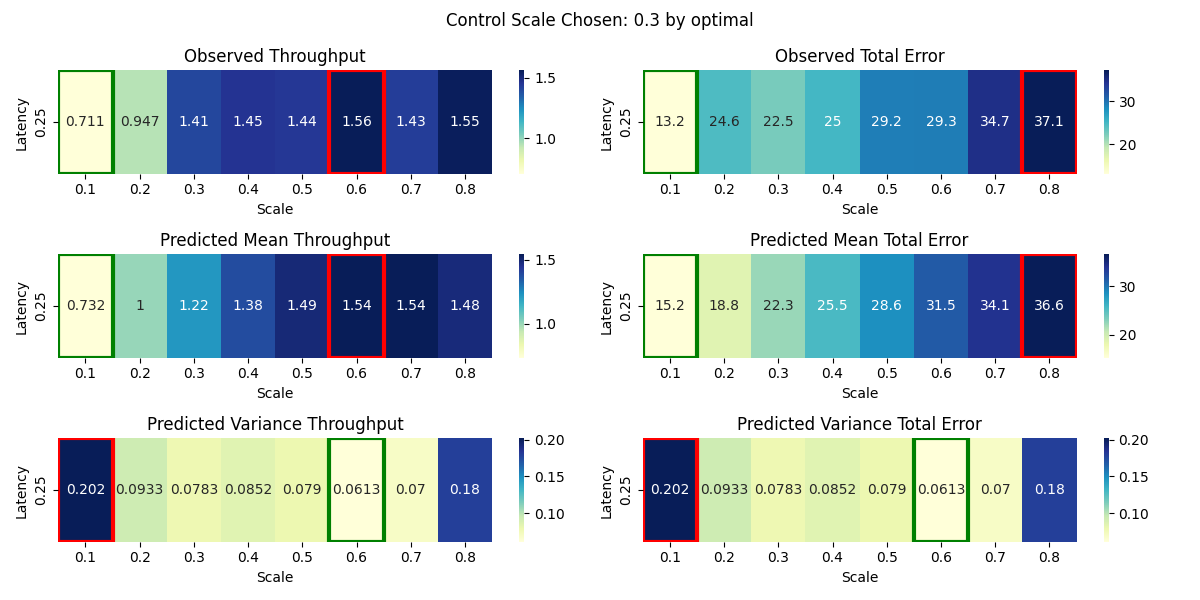 Control Scale Chosen: 0.3 by optimal
Observed Throughput
Latency
0.25
0.711 0.947 1.41 1.45 1.44 1.56 1.43 1.55
0.1 0.2 0.3 0.4 0.5 0.6 0.7 0.8
Scale
1.5
1.0
Observed Total Error
Latency
0.25
13.2 24.6 22.5 25 29.2 29.3 34.7 37.1
0.1 0.2 0.3 0.4 0.5 0.6 0.7 0.8
Scale
30
20
Predicted Mean Throughput
Latency
0.25
0.732 1 1.22 1.38 1.49 1.54 1.54 1.48
0.1 0.2 0.3 0.4 0.5 0.6 0.7 0.8
Scale
1.5
1.0
Predicted Mean Total Error
Latency
0.25
15.2 18.8 22.3 25.5 28.6 31.5 34.1 36.6
0.1 0.2 0.3 0.4 0.5 0.6 0.7 0.8
Scale
30
20
Predicted Variance Throughput
Latency
0.25
0.202 0.0933 0.0783 0.0852 0.079 0.0613 0.07 0.18
0.1 0.2 0.3 0.4 0.5 0.6 0.7 0.8
Scale
0.20
0.15
0.10
Predicted Variance Total Error
Latency
0.25
0.202 0.0933 0.0783 0.0852 0.079 0.0613 0.07 0.18
0.1 0.2 0.3 0.4 0.5 0.6 0.7 0.8
Scale
0.20
0.15
0.10